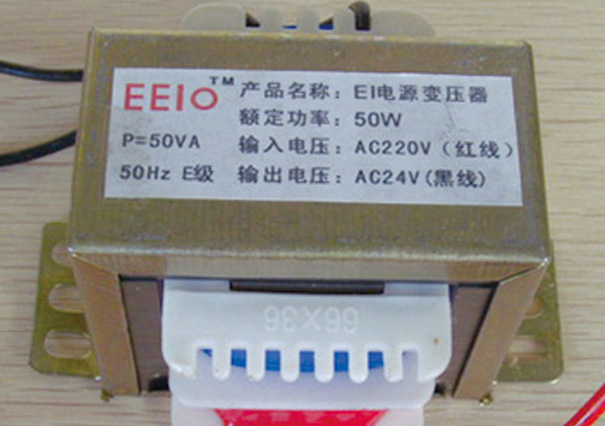 EEIO™ 产品名称：EI电源变压器
额定功率：50W
P=50VA 输入电压：AC220V（红线）
50Hz E级 输出电压：AC24V(黑线)
66X36